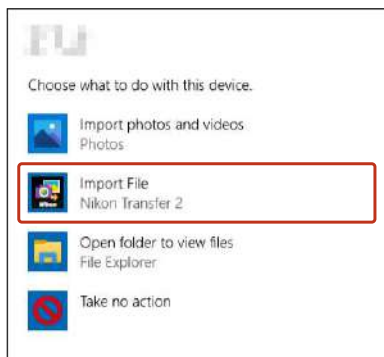 Choose what to do with this device.
Import photos and videos
Photos
Import File
Nikon Transfer 2
Open folder to view files
File Explorer
Take no action